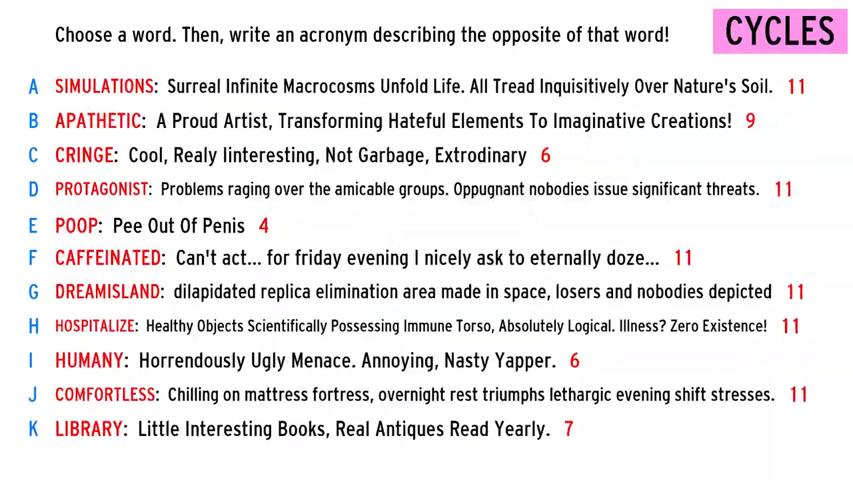 Choose a word. Then, write an acronym describing the opposite of that word!
CYCLES
A SIMULATIONS: Surreal Infinite Macrocosms Unfold Life. All Tread Inquisitively Over Nature's Soil. 11
B APATHETIC: A Proud Artist, Transforming Hateful Elements To Imaginative Creations! 9
C CRINGE: Cool, Realy Iinteresting, Not Garbage, Extrodinary 6
D PROTAGONIST: Problems raging over the amicable groups. Oppugnant nobodies issue significant threats. 11
E POOP: Pee Out Of Penis 4
F CAFFEINATED: Can't act... for friday evening I nicely ask to eternally doze... 11
G DREAMISLAND: dilapidated replica elimination area made in space, losers and nobodies depicted 11
H HOSPITALIZE: Healthy Objects Scientifically Possessing Immune Torso, Absolutely Logical. Illness? Zero Existence! 11
I HUMANY: Horrendously Ugly Menace. Annoying, Nasty Yapper. 6
J COMFORTLESS: Chilling on mattress fortress, overnight rest triumphs lethargic evening shift stresses. 11
K LIBRARY: Little Interesting Books, Real Antiques Read Yearly. 7